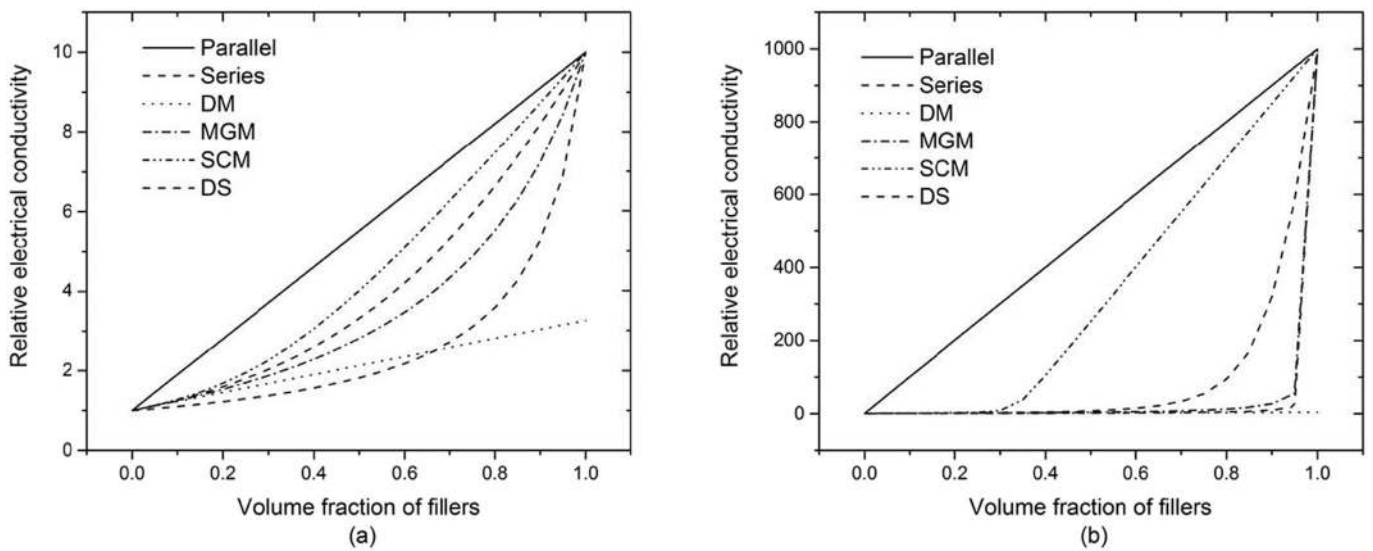 Relative electrical conductivity
10
8
6
4
2
0
Parallel
Series
DM
MGM
SCM
DS
0.0 0.2 0.4 0.6 0.8 1.0
Volume fraction of fillers
(a)
Relative electrical conductivity
1000
800
600
400
200
0
Parallel
Series
DM
MGM
SCM
DS
0.0 0.2 0.4 0.6 0.8 1.0
Volume fraction of fillers
(b)